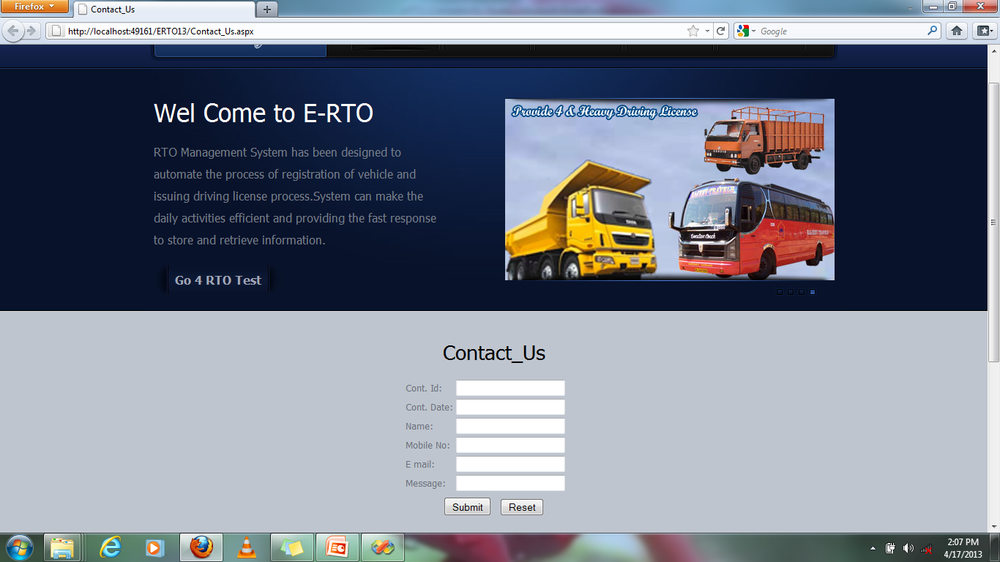 Firefox
Contact_Us
http://localhost:49161/ERTO13/Contact_Us.aspx
Google
Wel Come to E-RTO
RTO Management System has been designed to
automate the process of registration of vehicle and
issuing driving license process.System can make the
daily activities efficient and providing the fast response
to store and retrieve information.
Go 4 RTO Test
Provide 4 & Heavy Driving License
Executive Coach
Contact_Us
Cont. Id:
Cont. Date:
Name:
Mobile No:
E mail:
Message:
Submit Reset
2:07 PM
4/17/2013